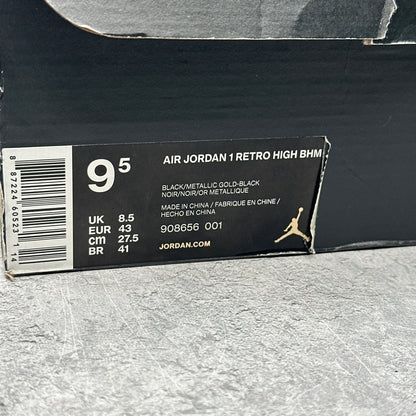 9⁵
AIR JORDAN 1 RETRO HIGH BHM
BLACK/METALLIC GOLD-BLACK
NOIR/NOIR/OR METALLIQUE
MADE IN CHINA / FABRIQUE EN CHINE /
HECHO EN CHINA
UK 8.5
EUR 43
cm 27.5
BR 41
908656 001
JORDAN.COM